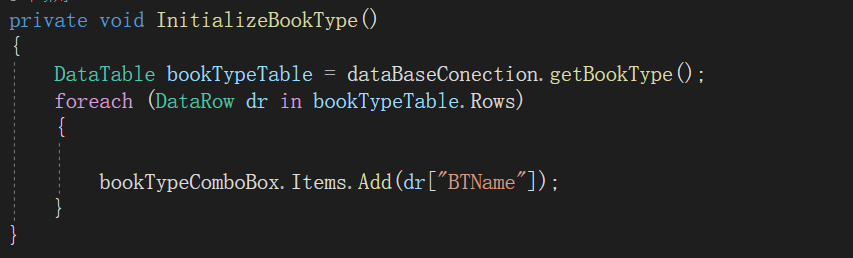 private void InitializeBookType()
{
DataTable bookTypeTable = dataBaseConection.getBookType();
foreach (DataRow dr in bookTypeTable.Rows)
{
bookTypeComboBox.Items.Add(dr["BTName"]);
}
}